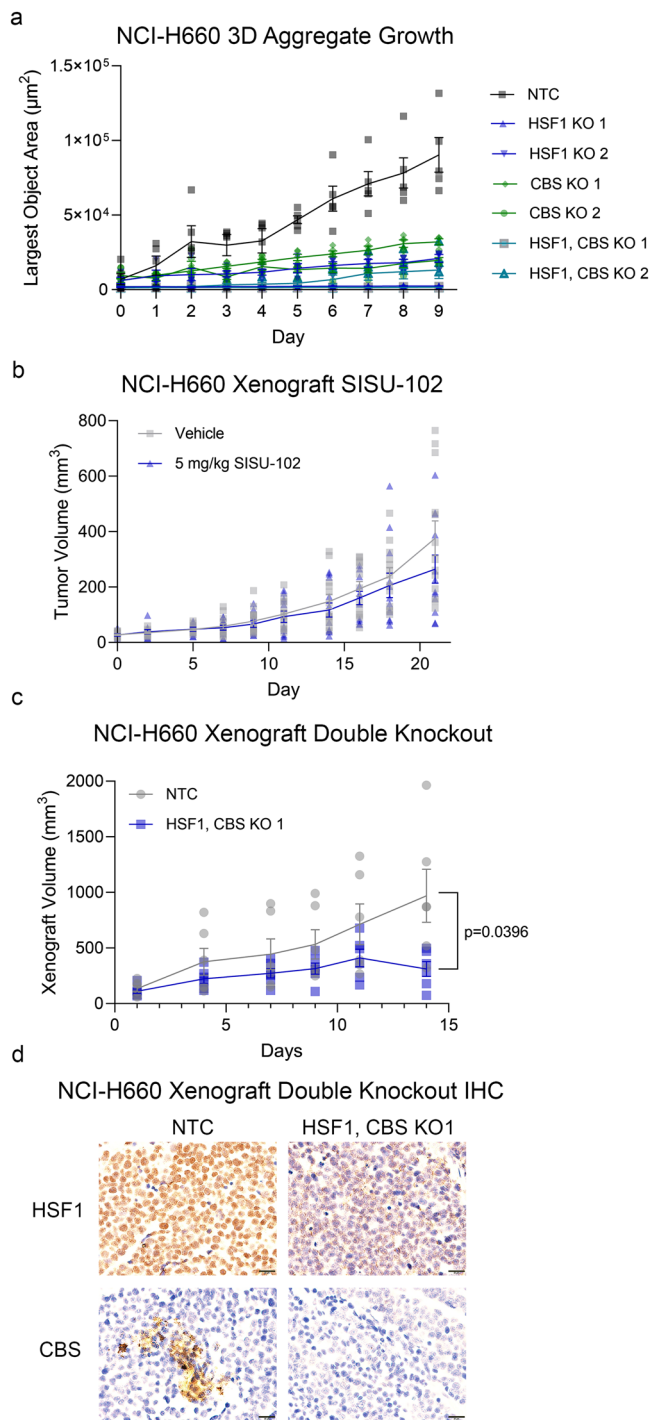 a
NCI-H660 3D Aggregate Growth
Largest Object Area (µm²)
1.5×10⁵
1×10⁵
5×10⁴
0
0 1 2 3 4 5 6 7 8 9
Day
NTC
HSF1 KO 1
HSF1 KO 2
CBS KO 1
CBS KO 2
HSF1, CBS KO 1
HSF1, CBS KO 2
b
NCI-H660 Xenograft SISU-102
Tumor Volume (mm³)
800
600
400
200
0
0 5 10 15 20
Day
Vehicle
5 mg/kg SISU-102
c
NCI-H660 Xenograft Double Knockout
Xenograft Volume (mm³)
2000
1500
1000
500
0
0 5 10 15
Days
NTC
HSF1, CBS KO 1
p=0.0396
d
NCI-H660 Xenograft Double Knockout IHC
NTC
HSF1, CBS KO1
HSF1
CBS